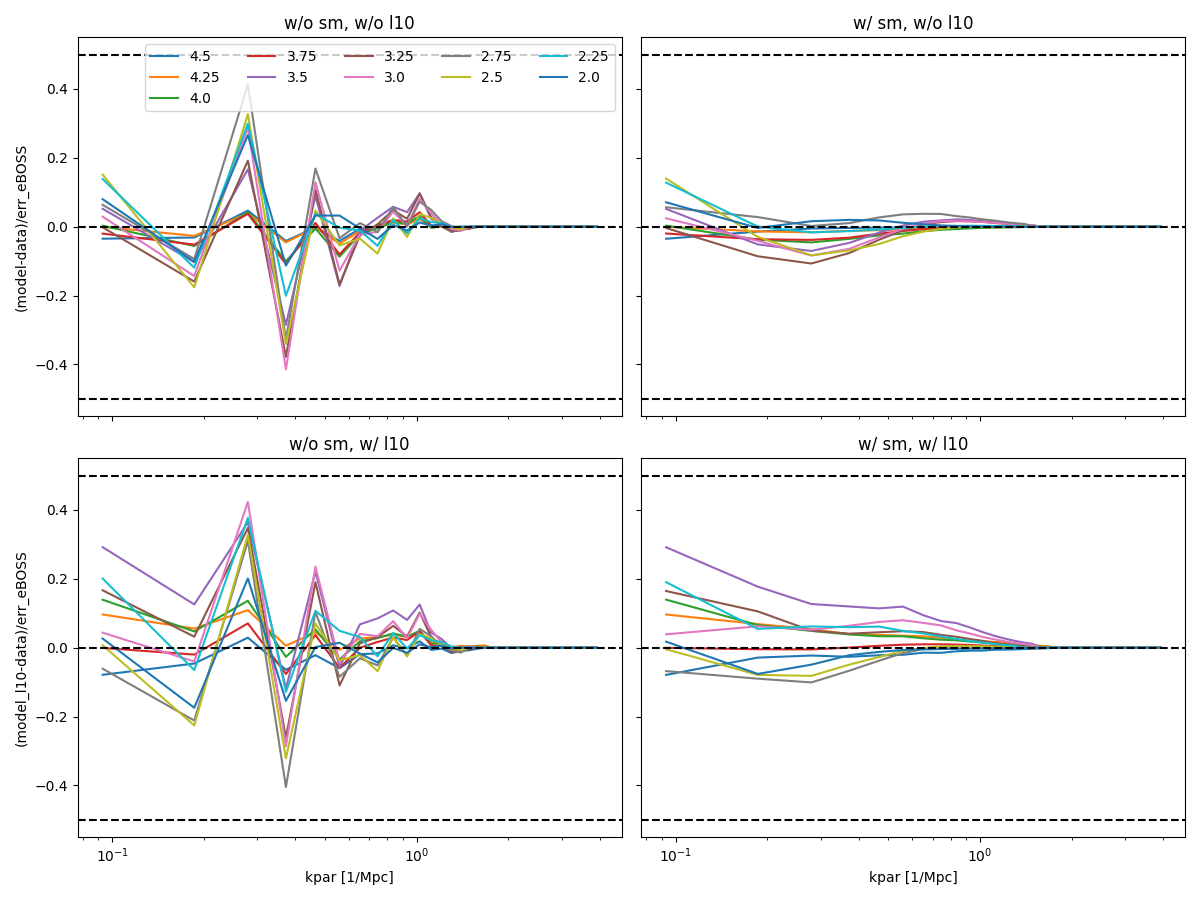 w/o sm, w/o l10
w/ sm, w/o l10
4.5 3.75 3.25 2.75 2.25
4.25 3.5 3.0 2.5 2.0
4.0
0.4
0.2
0.0
−0.2
−0.4
(model-data)/err_eBOSS
w/o sm, w/ l10
w/ sm, w/ l10
0.4
0.2
0.0
−0.2
−0.4
(model_l10-data)/err_eBOSS
10⁻¹ 10⁰
10⁻¹ 10⁰
kpar [1/Mpc]
kpar [1/Mpc]